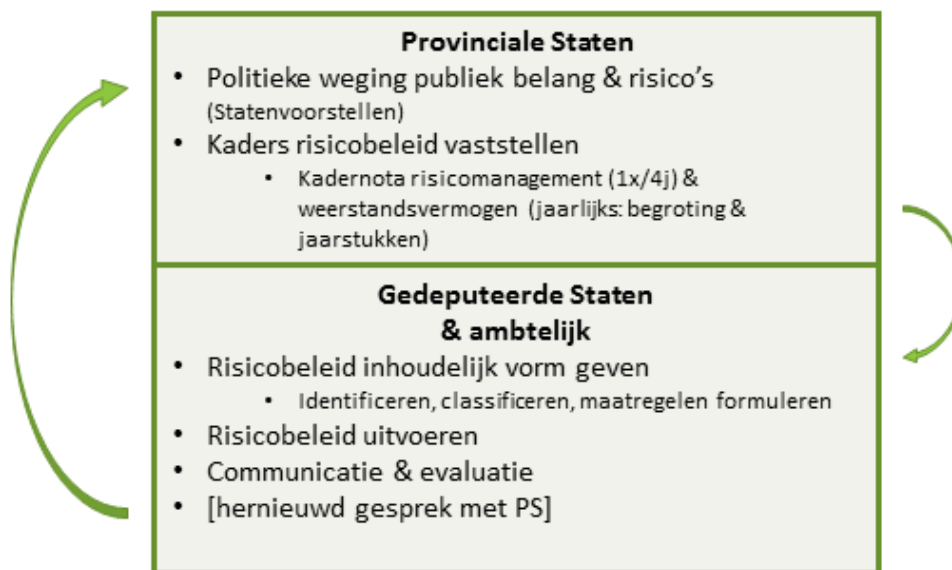 Provinciale Staten
• Politieke weging publiek belang & risico's
(Statenvoorstellen)
• Kaders risicobeleid vaststellen
• Kadernota risicomanagement (1x/4j) &
weerstandsvermogen (jaarlijks: begroting &
jaarstukken)
Gedeputeerde Staten
& ambtelijk
• Risicobeleid inhoudelijk vorm geven
• Identificeren, classificeren, maatregelen formuleren
• Risicobeleid uitvoeren
• Communicatie & evaluatie
• [hernieuwd gesprek met PS]